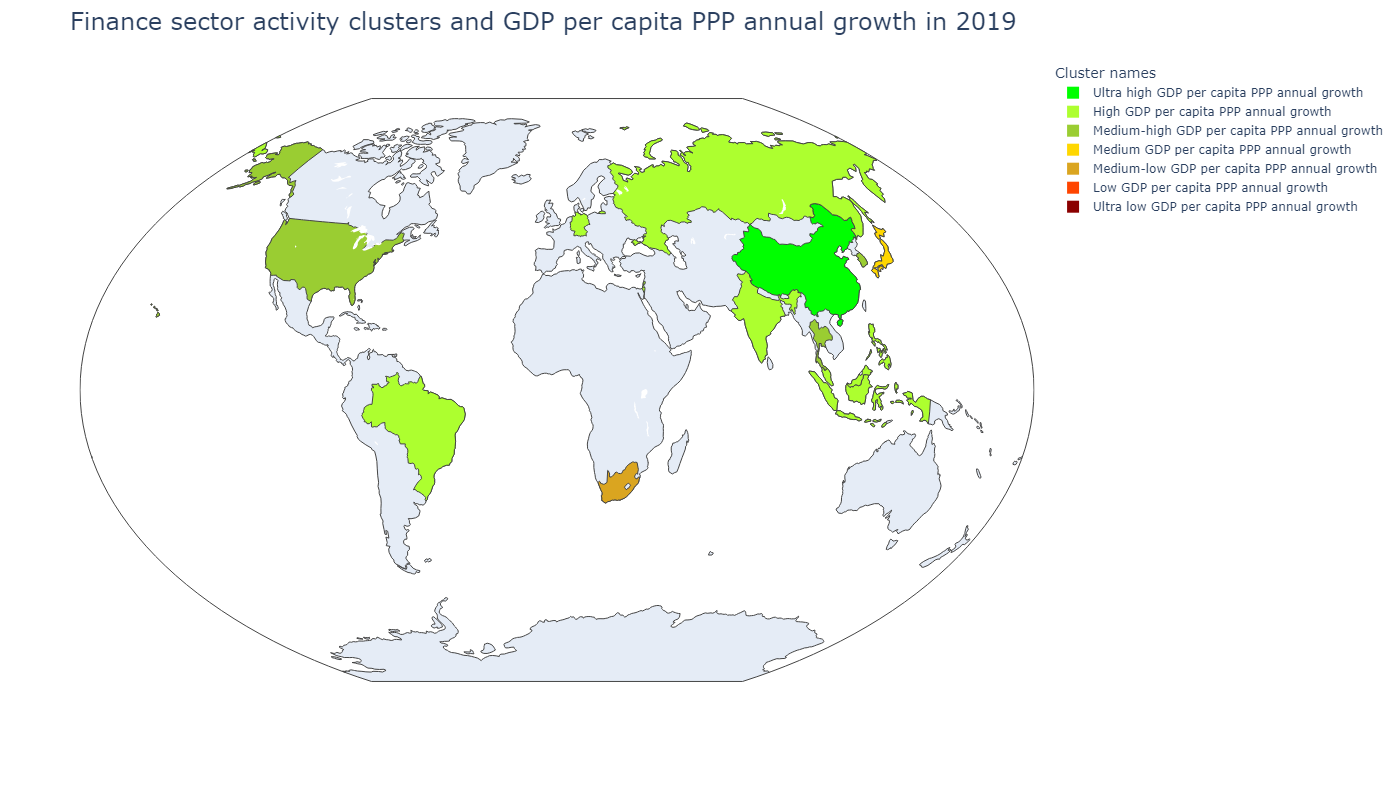 Finance sector activity clusters and GDP per capita PPP annual growth in 2019
Cluster names
Ultra high GDP per capita PPP annual growth
High GDP per capita PPP annual growth
Medium-high GDP per capita PPP annual growth
Medium GDP per capita PPP annual growth
Medium-low GDP per capita PPP annual growth
Low GDP per capita PPP annual growth
Ultra low GDP per capita PPP annual growth